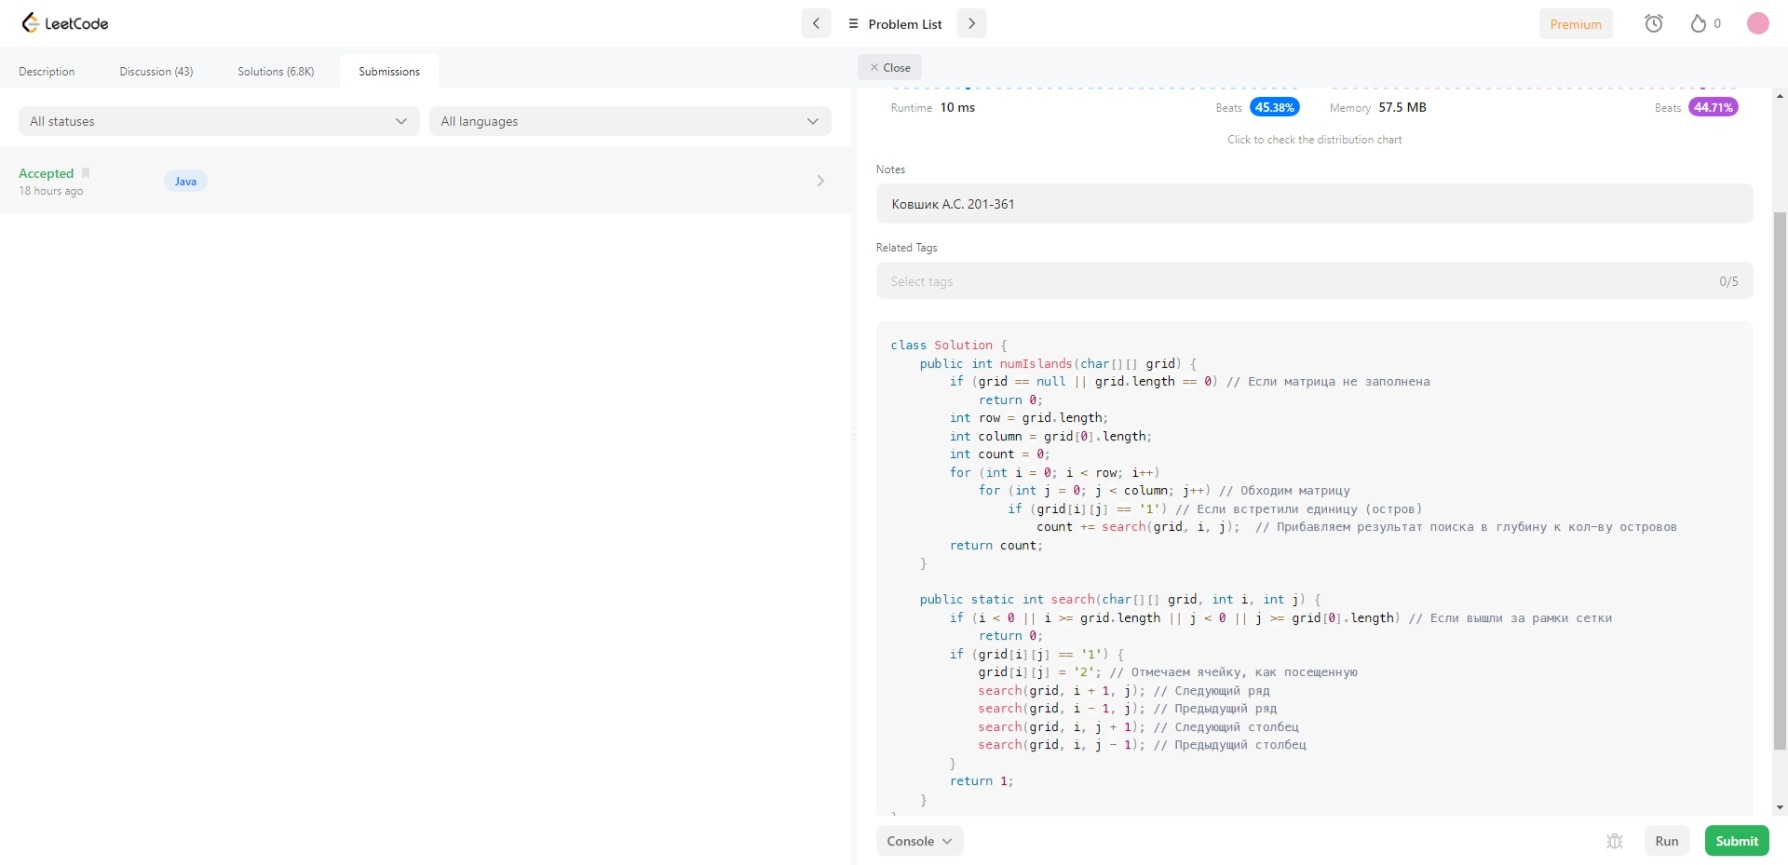 LeetCode
Problem List
Premium
0
Description
Discussion (43)
Solutions (6.8K)
Submissions
Close
All statuses
All languages
Accepted
18 hours ago
Java
Runtime 10 ms
Beats 45.38%
Memory 57.5 MB
Beats 44.71%
Click to check the distribution chart
Notes
Ковшик А.С. 201-361
Related Tags
Select tags
0/5
class Solution {
    public int numIslands(char[][] grid) {
        if (grid == null || grid.length == 0) // Если матрица не заполнена
            return 0;
        int row = grid.length;
        int column = grid[0].length;
        int count = 0;
        for (int i = 0; i < row; i++)
            for (int j = 0; j < column; j++) // Обходим матрицу
                if (grid[i][j] == '1') // Если встретили единицу (остров)
                    count += search(grid, i, j);  // Прибавляем результат поиска в глубину к кол-ву островов
        return count;
    }
    public static int search(char[][] grid, int i, int j) {
        if (i < 0 || i >= grid.length || j < 0 || j >= grid[0].length) // Если вышли за рамки сетки
            return 0;
        if (grid[i][j] == '1') {
            grid[i][j] = '2'; // Отмечаем ячейку, как посещенную
            search(grid, i + 1, j); // Следующий ряд
            search(grid, i - 1, j); // Предыдущий ряд
            search(grid, i, j + 1); // Следующий столбец
            search(grid, i, j - 1); // Предыдущий столбец
        }
        return 1;
    }
Console
Run
Submit